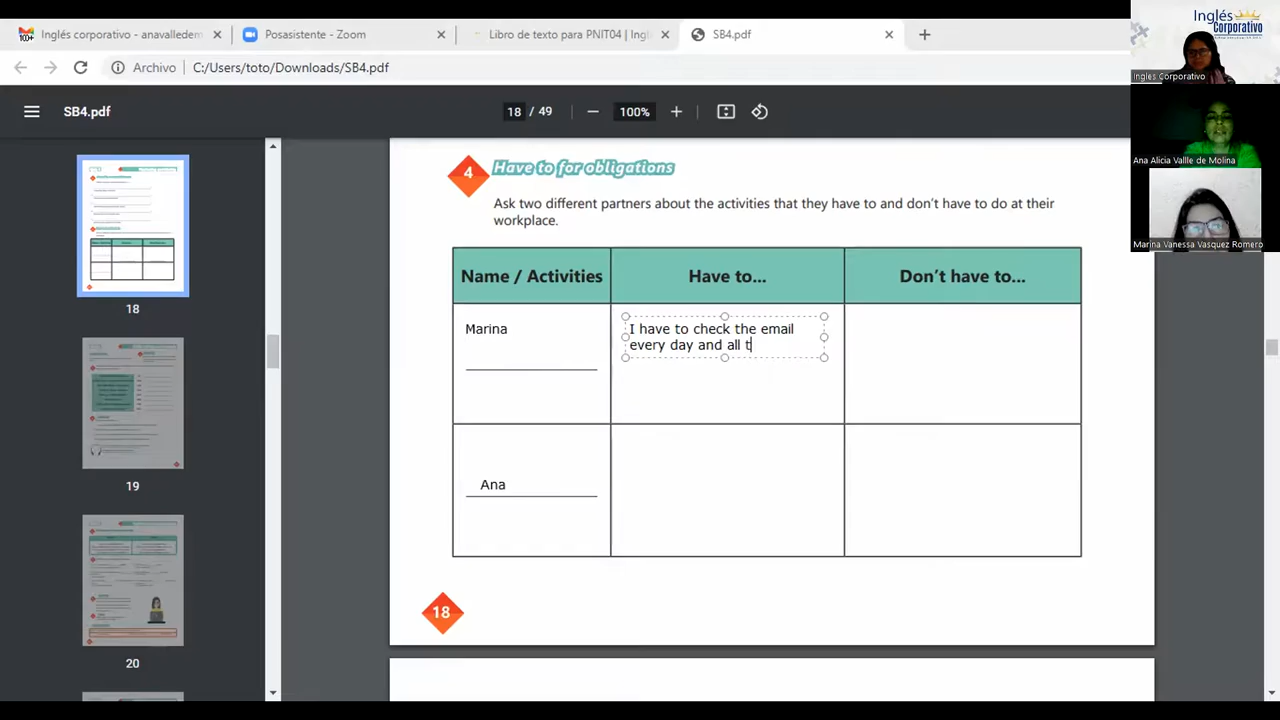 Inglés corporativo - anavalledem
Posasistente - Zoom
Libro de texto para PNIT04 | Ingl
SB4.pdf
Archivo
C:/Users/toto/Downloads/SB4.pdf
SB4.pdf
18 / 49
100%
18
19
20
4
Have to for obligations
Ask two different partners about the activities that they have to and don't have to do at their
workplace.
Name / Activities
Have to...
Don't have to...
Marina
I have to check the email
every day and all t
Ana
18
Inglés
Corporativo
Ingles Corporativo
Ana Alicia Vallle de Molina
Marina Vanessa Vasquez Romero